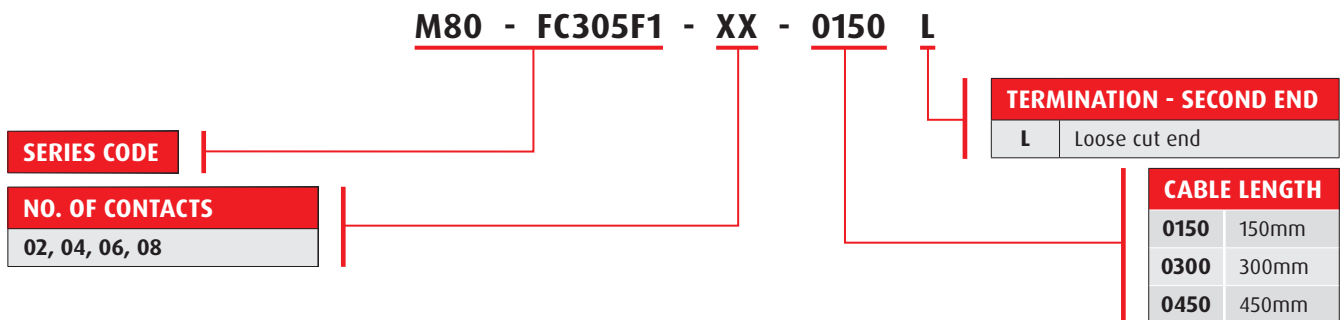 M80 - FC305F1 - XX - 0150 L
TERMINATION - SECOND END
L Loose cut end
SERIES CODE
NO. OF CONTACTS
02, 04, 06, 08
CABLE LENGTH
0150 150mm
0300 300mm
0450 450mm